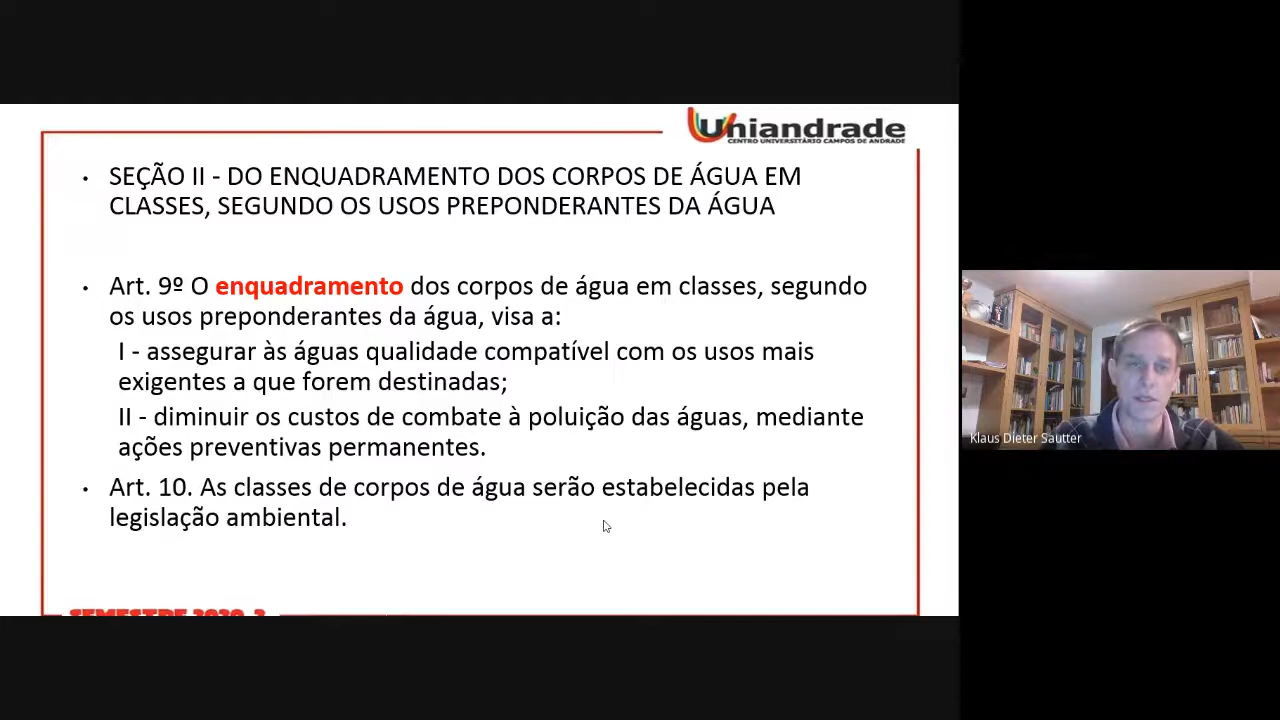 Uniandrade
CENTRO UNIVERSITÁRIO CAMPOS DE ANDRADE
• SEÇÃO II - DO ENQUADRAMENTO DOS CORPOS DE ÁGUA EM
CLASSES, SEGUNDO OS USOS PREPONDERANTES DA ÁGUA
• Art. 9º O enquadramento dos corpos de água em classes, segundo
os usos preponderantes da água, visa a:
I - assegurar às águas qualidade compatível com os usos mais
exigentes a que forem destinadas;
II - diminuir os custos de combate à poluição das águas, mediante
ações preventivas permanentes.
• Art. 10. As classes de corpos de água serão estabelecidas pela
legislação ambiental.
SEMESTRE 2020-2
Klaus Dieter Sautter